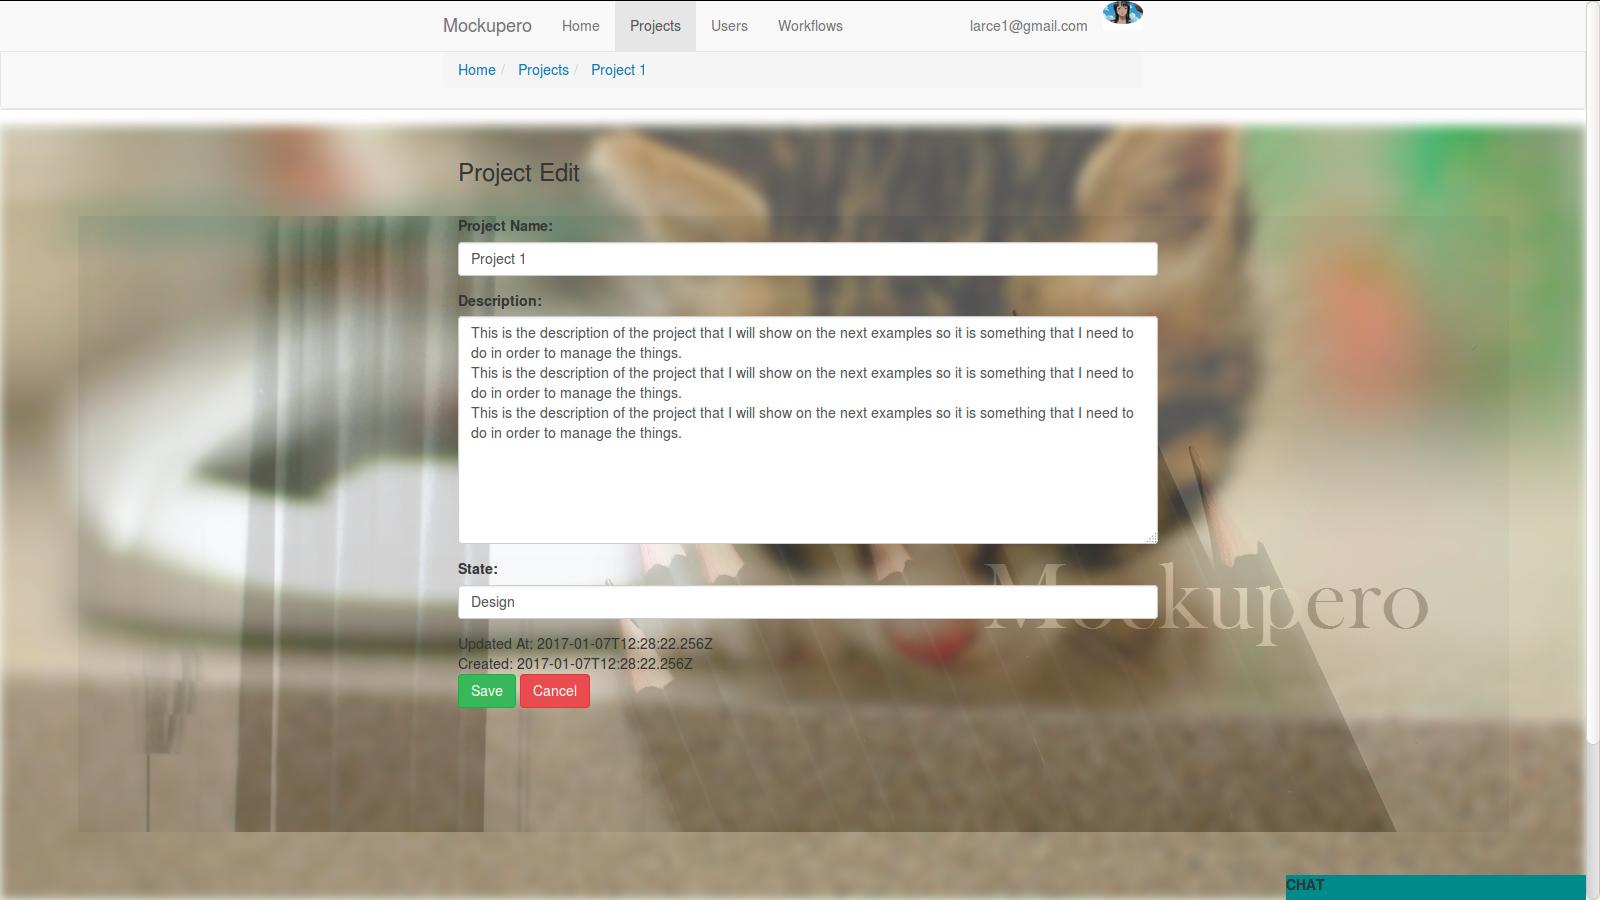 Mockupero Home Projects Users Workflows larce1@gmail.com
Home / Projects / Project 1
Project Edit
Project Name:
Project 1
Description:
This is the description of the project that I will show on the next examples so it is something that I need to
do in order to manage the things.
This is the description of the project that I will show on the next examples so it is something that I need to
do in order to manage the things.
This is the description of the project that I will show on the next examples so it is something that I need to
do in order to manage the things.
State:
Design
Mockupero
Updated At: 2017-01-07T12:28:22.256Z
Created: 2017-01-07T12:28:22.256Z
Save Cancel
CHAT